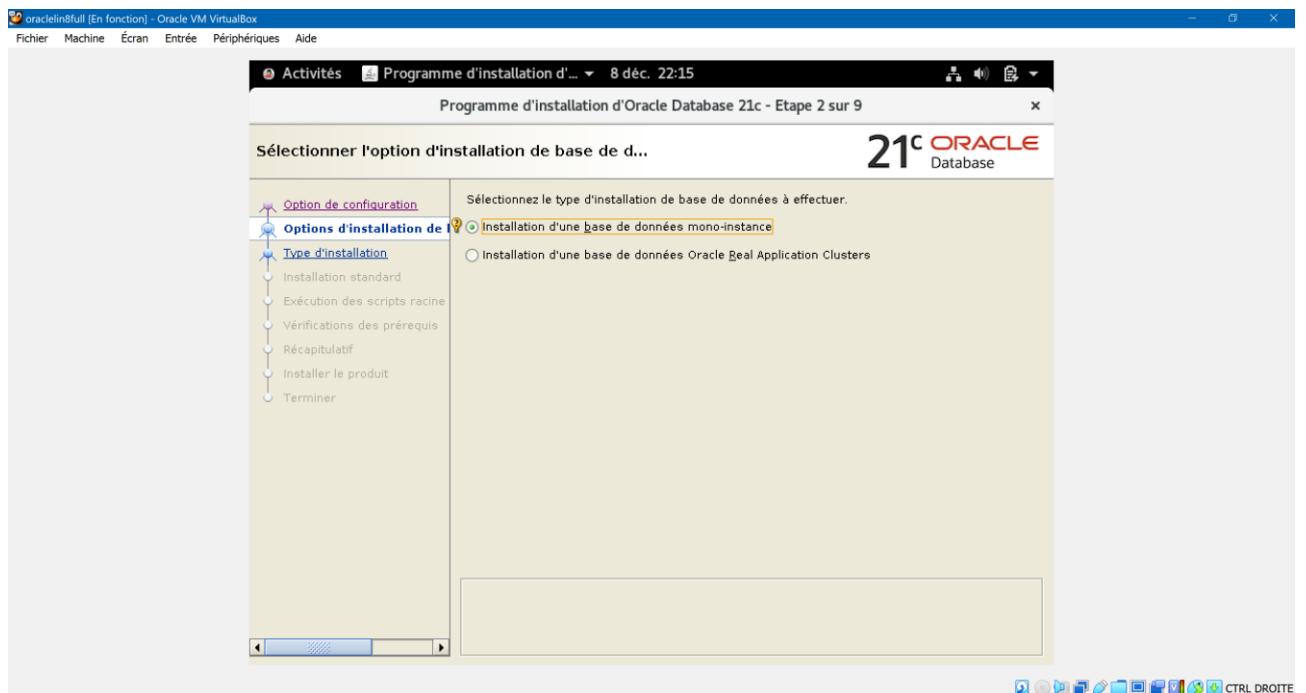 oraclelin8full [En fonction] - Oracle VM VirtualBox
Fichier Machine Écran Entrée Périphériques Aide
Activités Programme d'installation d'... 8 déc. 22:15
Programme d'installation d'Oracle Database 21c - Etape 2 sur 9
Sélectionner l'option d'installation de base de d...
21c ORACLE
Database
Option de configuration
Options d'installation de l
Type d'installation
Installation standard
Exécution des scripts racine
Vérifications des prérequis
Récapitulatif
Installer le produit
Terminer
Sélectionnez le type d'installation de base de données à effectuer.
Installation d'une base de données mono-instance
Installation d'une base de données Oracle Real Application Clusters
CTRL DROITE